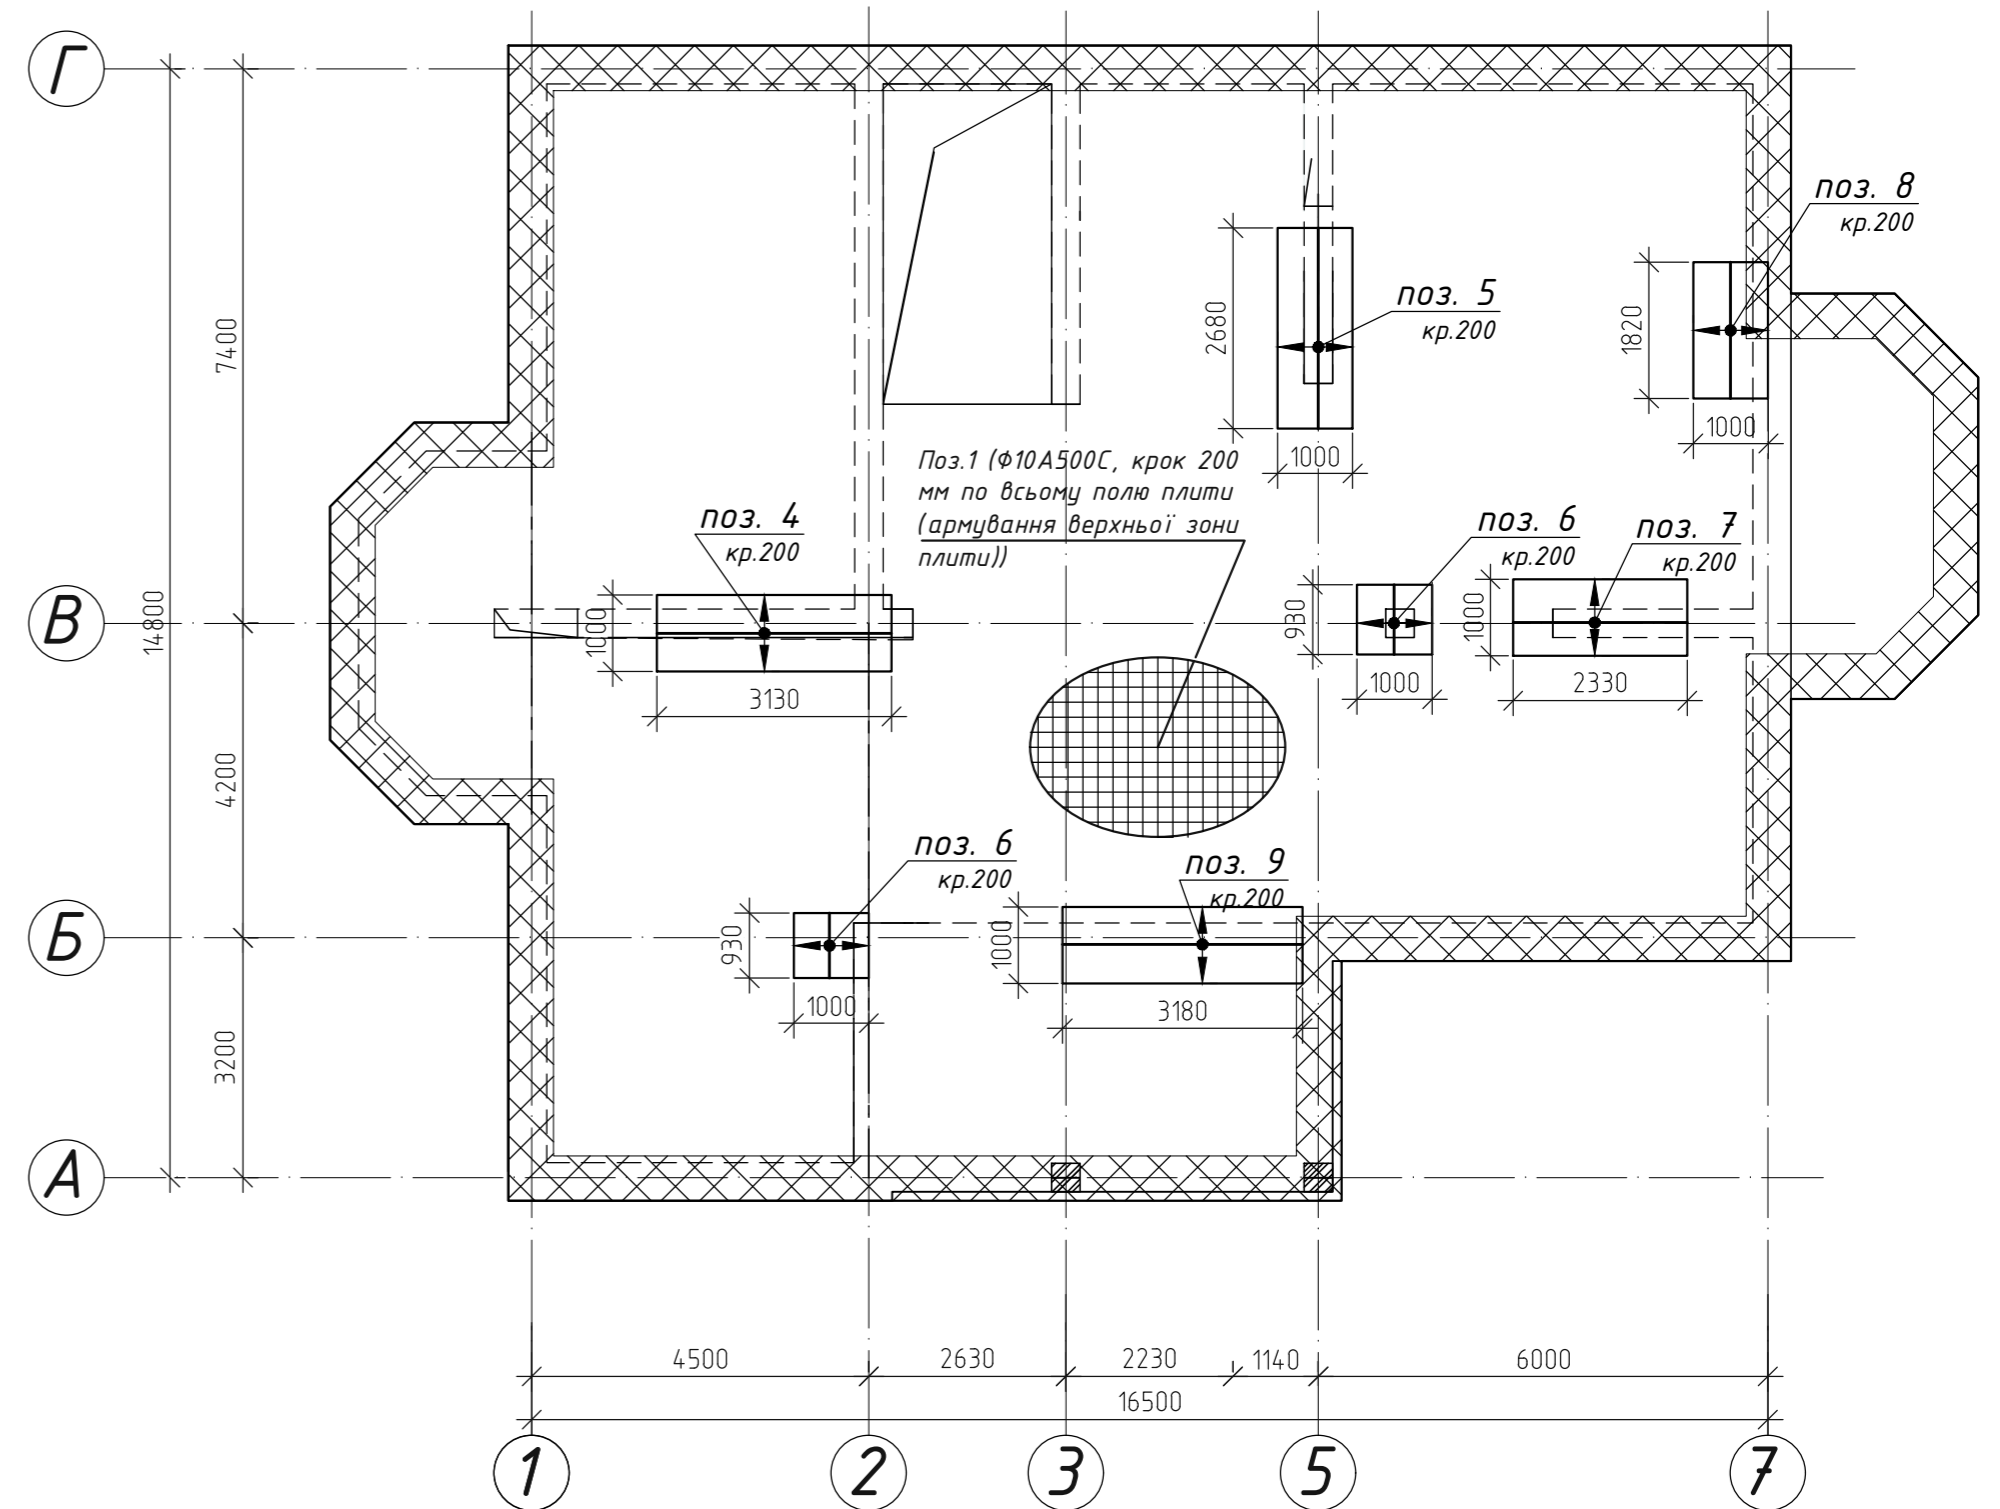 Г
поз. 8
кр.200
поз. 5
кр.200
2680
1820
7400
1000
1000
Поз.1 (Ф10А500С, крок 200
мм по всьому полю плити
(армування верхньої зони
плити))
поз. 4
кр.200
поз. 6
кр.200
поз. 7
кр.200
В
14800
1000
930
1000
3130
1000
2330
4200
поз. 6
кр.200
поз. 9
кр.200
Б
930
1000
1000
3180
3200
А
4500
2630
2230
1140
6000
16500
1
2
3
5
7